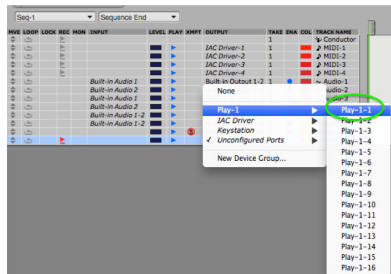 Seq-1 Sequence End
MVE LOOP LOCK REC MON INPUT LEVEL PLAY XMPT OUTPUT TAKE ENA COL TRACK NAME
1 Conductor
IAC Driver-1 1 MIDI-1
IAC Driver-2 1 MIDI-2
IAC Driver-3 1 MIDI-3
IAC Driver-4 1 MIDI-4
Built-in Audio 1 Built-in Output 1-2 1 Audio-1
Built-in Audio 2 Audio-2
Built-in Audio 1 Audio-3
Built-in Audio 2
Built-in Audio 1-2
Built-in Audio 1-2
None
Play-1
IAC Driver
Keystation
✓ Unconfigured Ports
New Device Group...
Play-1-1
Play-1-2
Play-1-3
Play-1-4
Play-1-5
Play-1-6
Play-1-7
Play-1-8
Play-1-9
Play-1-10
Play-1-11
Play-1-12
Play-1-13
Play-1-14
Play-1-15
Play-1-16